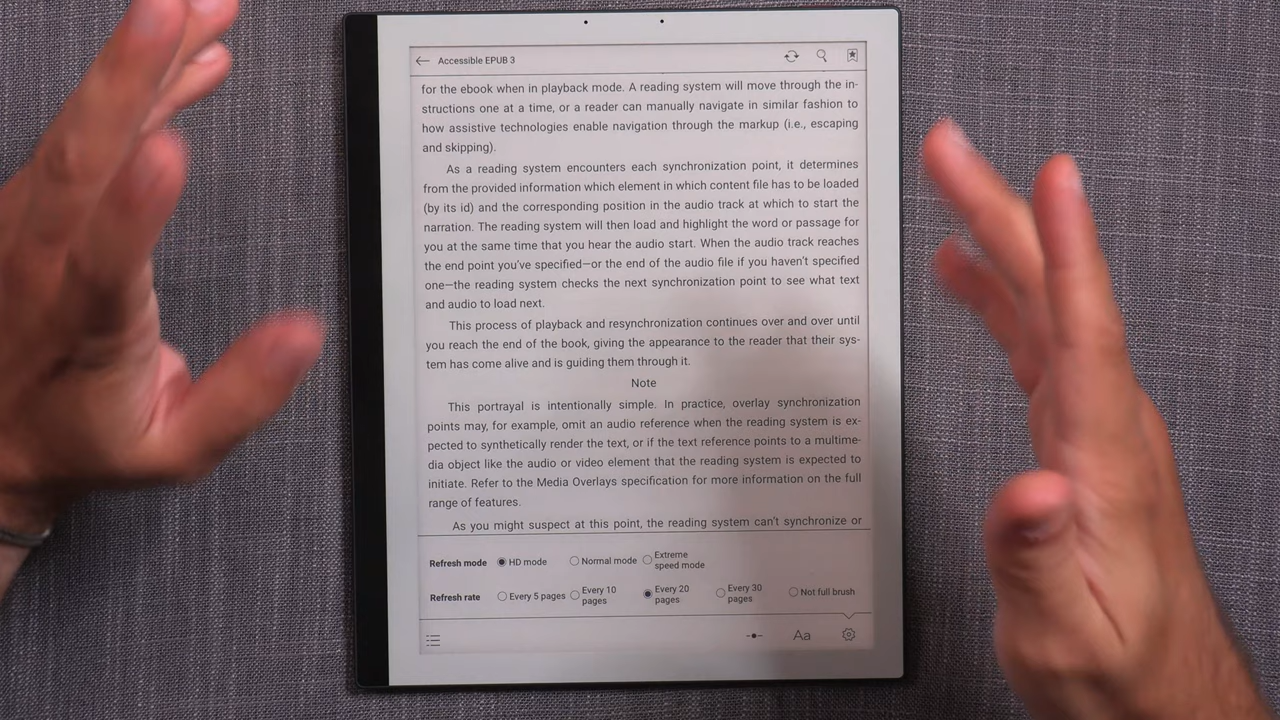 Accessible EPUB 3
for the ebook when in playback mode. A reading system will move through the in-
structions one at a time, or a reader can manually navigate in similar fashion to
how assistive technologies enable navigation through the markup (i.e., escaping
and skipping).
As a reading system encounters each synchronization point, it determines
from the provided information which element in which content file has to be loaded
(by its id) and the corresponding position in the audio track at which to start the
narration. The reading system will then load and highlight the word or passage for
you at the same time that you hear the audio start. When the audio track reaches
the end point you've specified—or the end of the audio file if you haven't specified
one—the reading system checks the next synchronization point to see what text
and audio to load next.
This process of playback and resynchronization continues over and over until
you reach the end of the book, giving the appearance to the reader that their sys-
tem has come alive and is guiding them through it.
Note
This portrayal is intentionally simple. In practice, overlay synchronization
points may, for example, omit an audio reference when the reading system is ex-
pected to synthetically render the text, or if the text reference points to a multime-
dia object like the audio or video element that the reading system is expected to
initiate. Refer to the Media Overlays specification for more information on the full
range of features.
As you might suspect at this point, the reading system can't synchronize or
Refresh mode HD mode Normal mode Extreme
speed mode
Refresh rate Every 5 pages Every 10
pages Every 20
pages Every 30
pages Not full brush
Aa